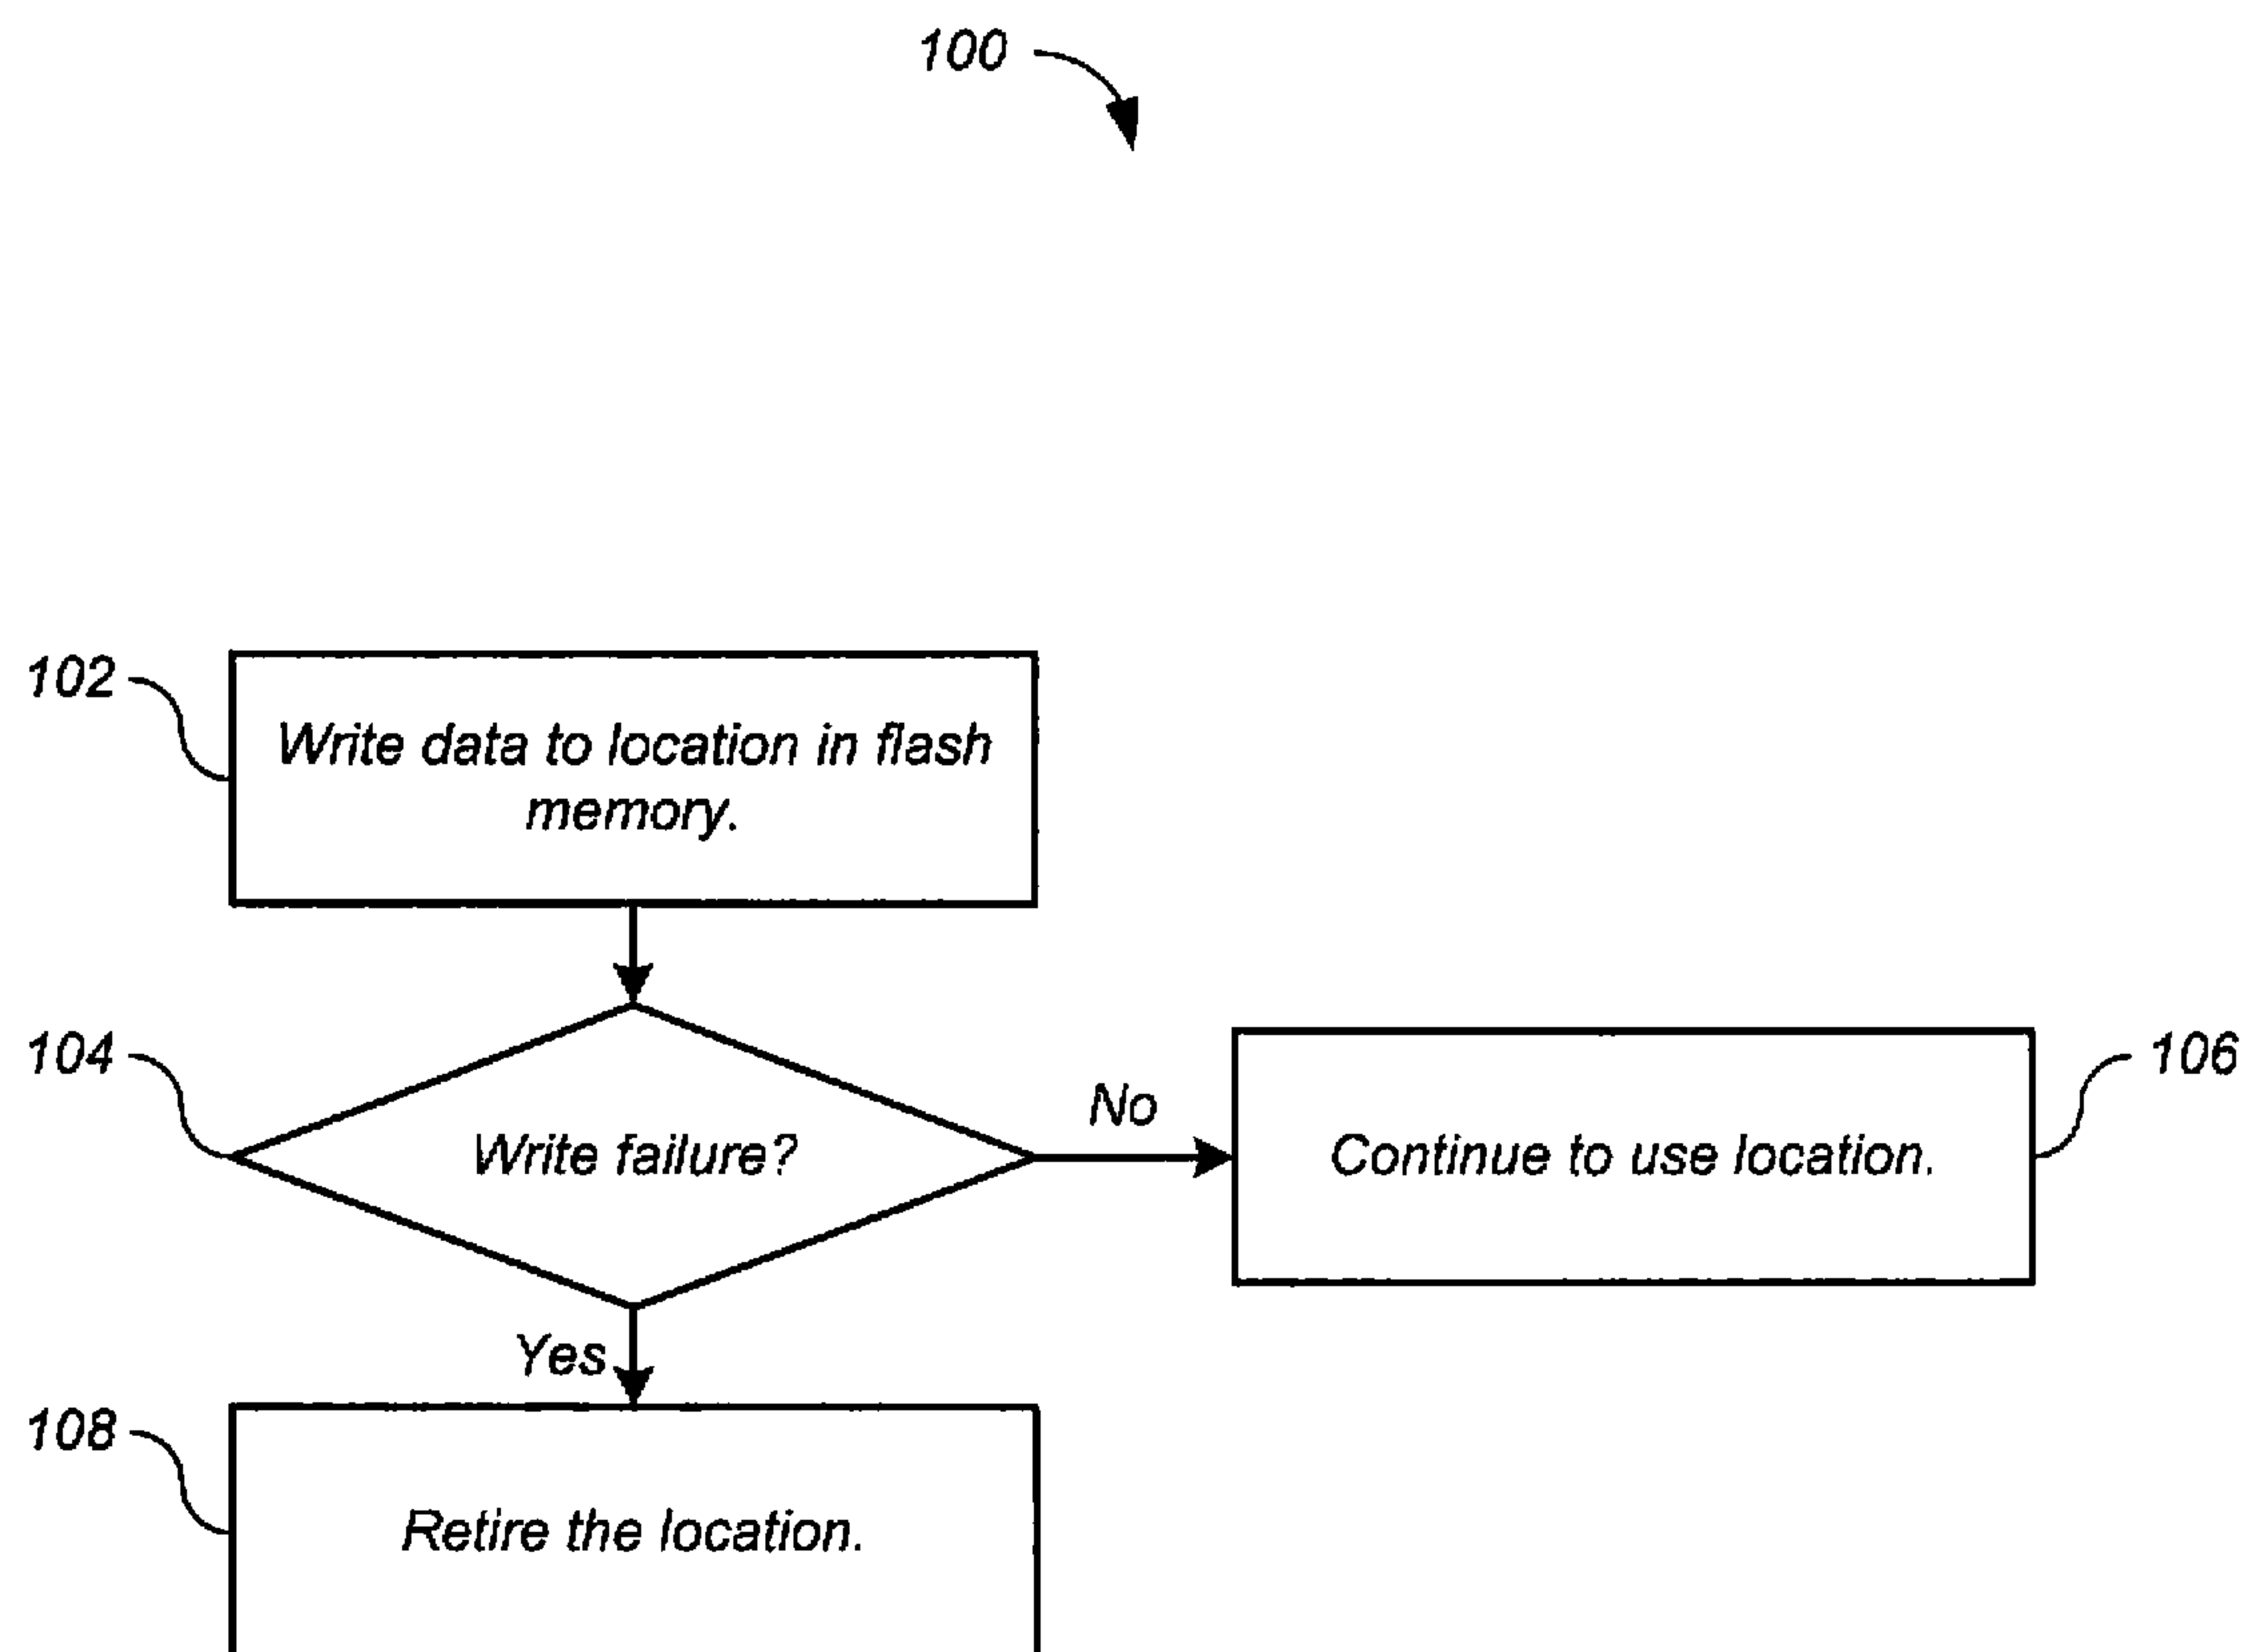 100
102
Write data to location in flash
memory.
104
Write failure?
No
Continue to use location.
106
Yes
108
Retire the location.